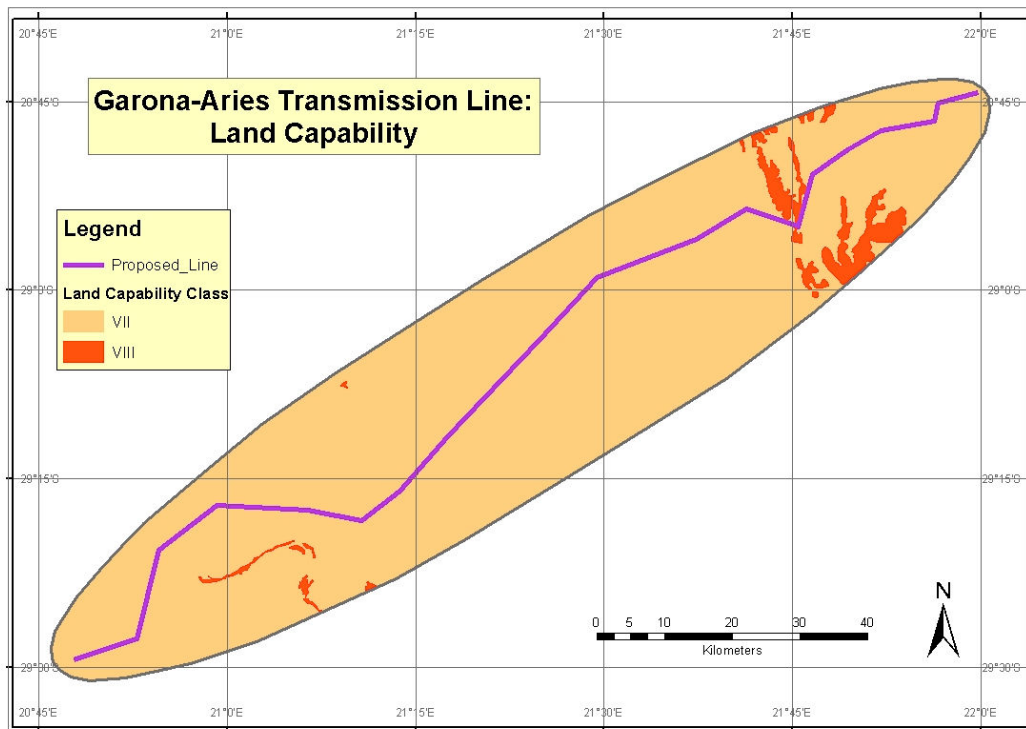 20°45'E 21°0'E 21°15'E 21°30'E 21°45'E 22°0'E
Garona-Aries Transmission Line:
Land Capability
20°45'S 20°45'S
Legend
Proposed_Line
Land Capability Class
VII
VIII
29°0'S 29°0'S
29°15'S 29°15'S
N
0 5 10 20 30 40
Kilometers
29°00'S 29°30'S
20°45'E 21°0'E 21°15'E 21°30'E 21°45'E 22°0'E